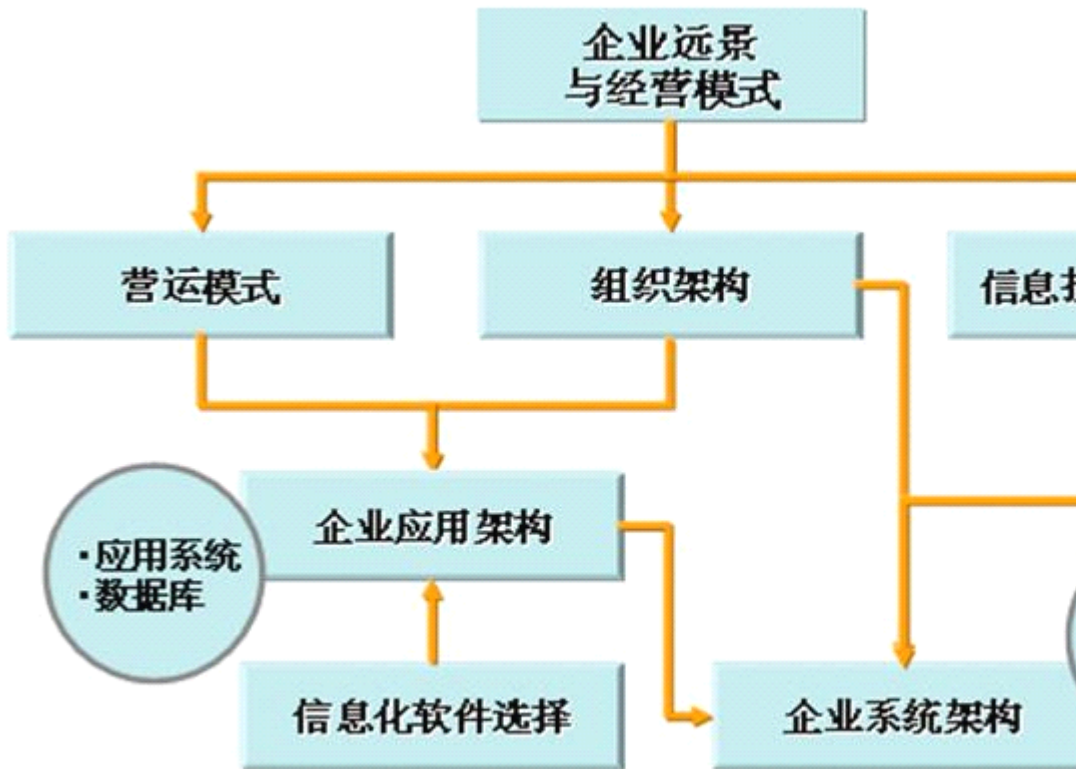 企业远景
与经营模式
营运模式
组织架构
信息
企业应用架构
·应用系统
·数据库
信息化软件选择
企业系统架构